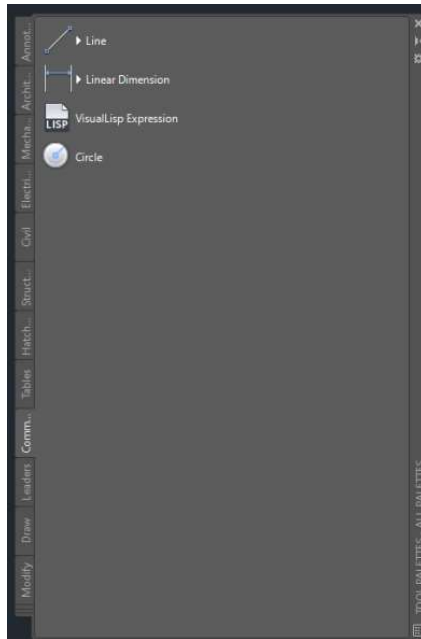 Line
Linear Dimension
LISP
VisualLisp Expression
Circle
Annot...
Archit...
Mecha...
Electri...
Civil
Struct...
Hatch...
Tables
Comm...
Leaders
Draw
Modify
TOOL PALETTES - ALL PALETTES